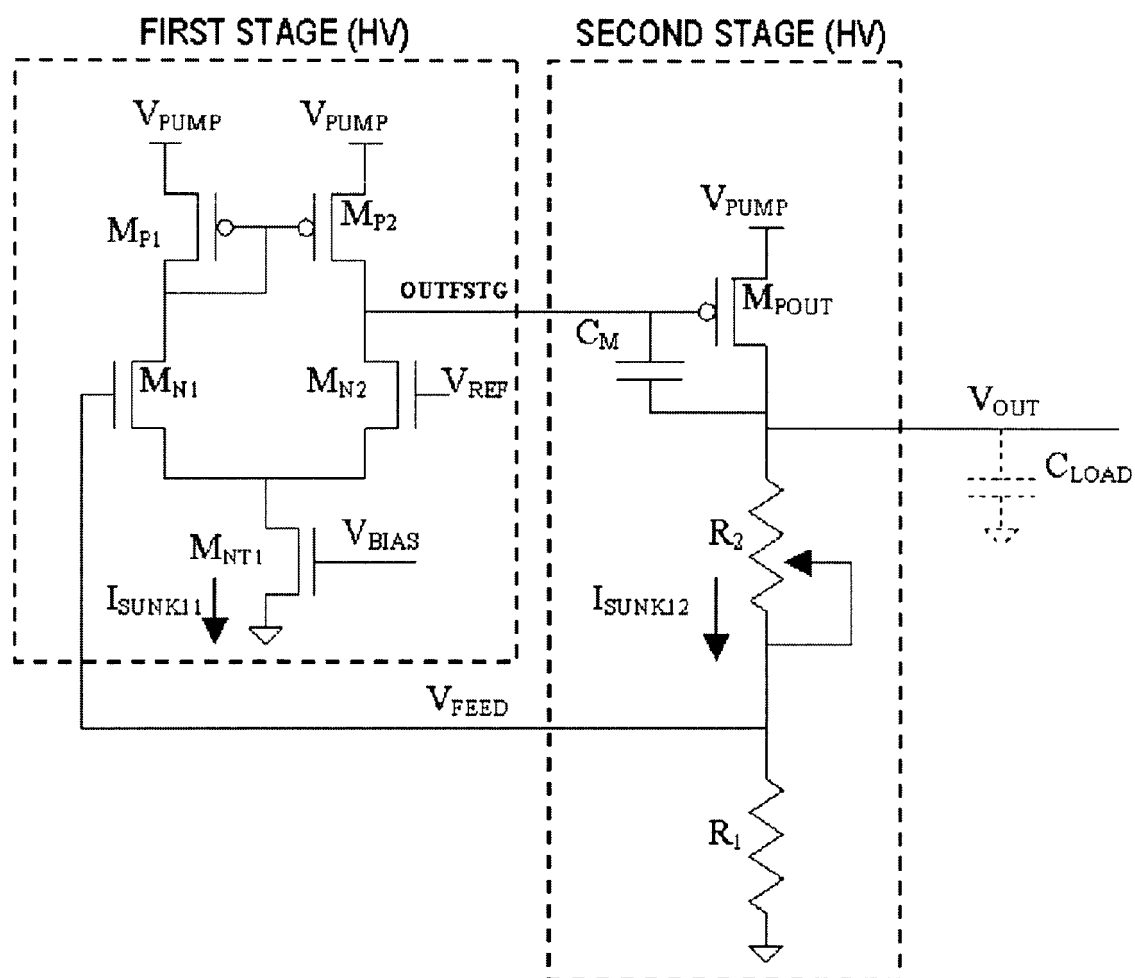 FIRST STAGE (HV)
SECOND STAGE (HV)
VPUMP
VPUMP
MP1
MP2
VPUMP
OUTFSTG
MPOUT
CM
MN1
MN2
VREF
VOUT
CLOAD
MNT1
VBIAS
R2
ISUNK11
ISUNK12
VFEED
R1